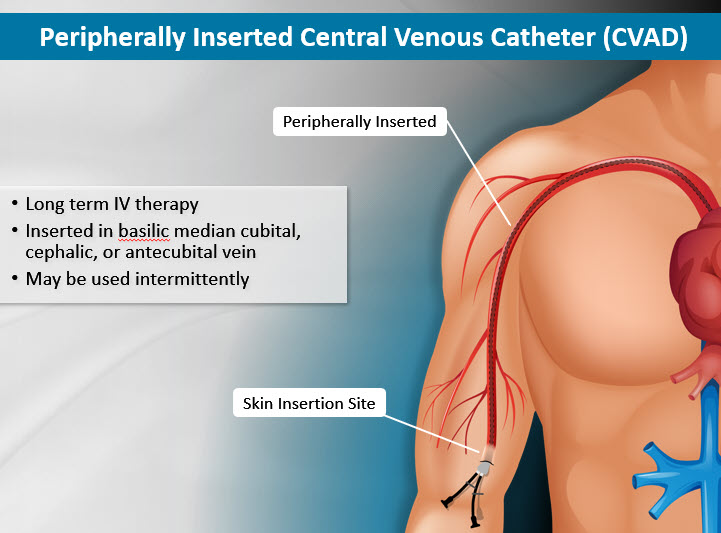 Peripherally Inserted Central Venous Catheter (CVAD)
Peripherally Inserted
• Long term IV therapy
• Inserted in basilic median cubital,
cephalic, or antecubital vein
• May be used intermittently
Skin Insertion Site